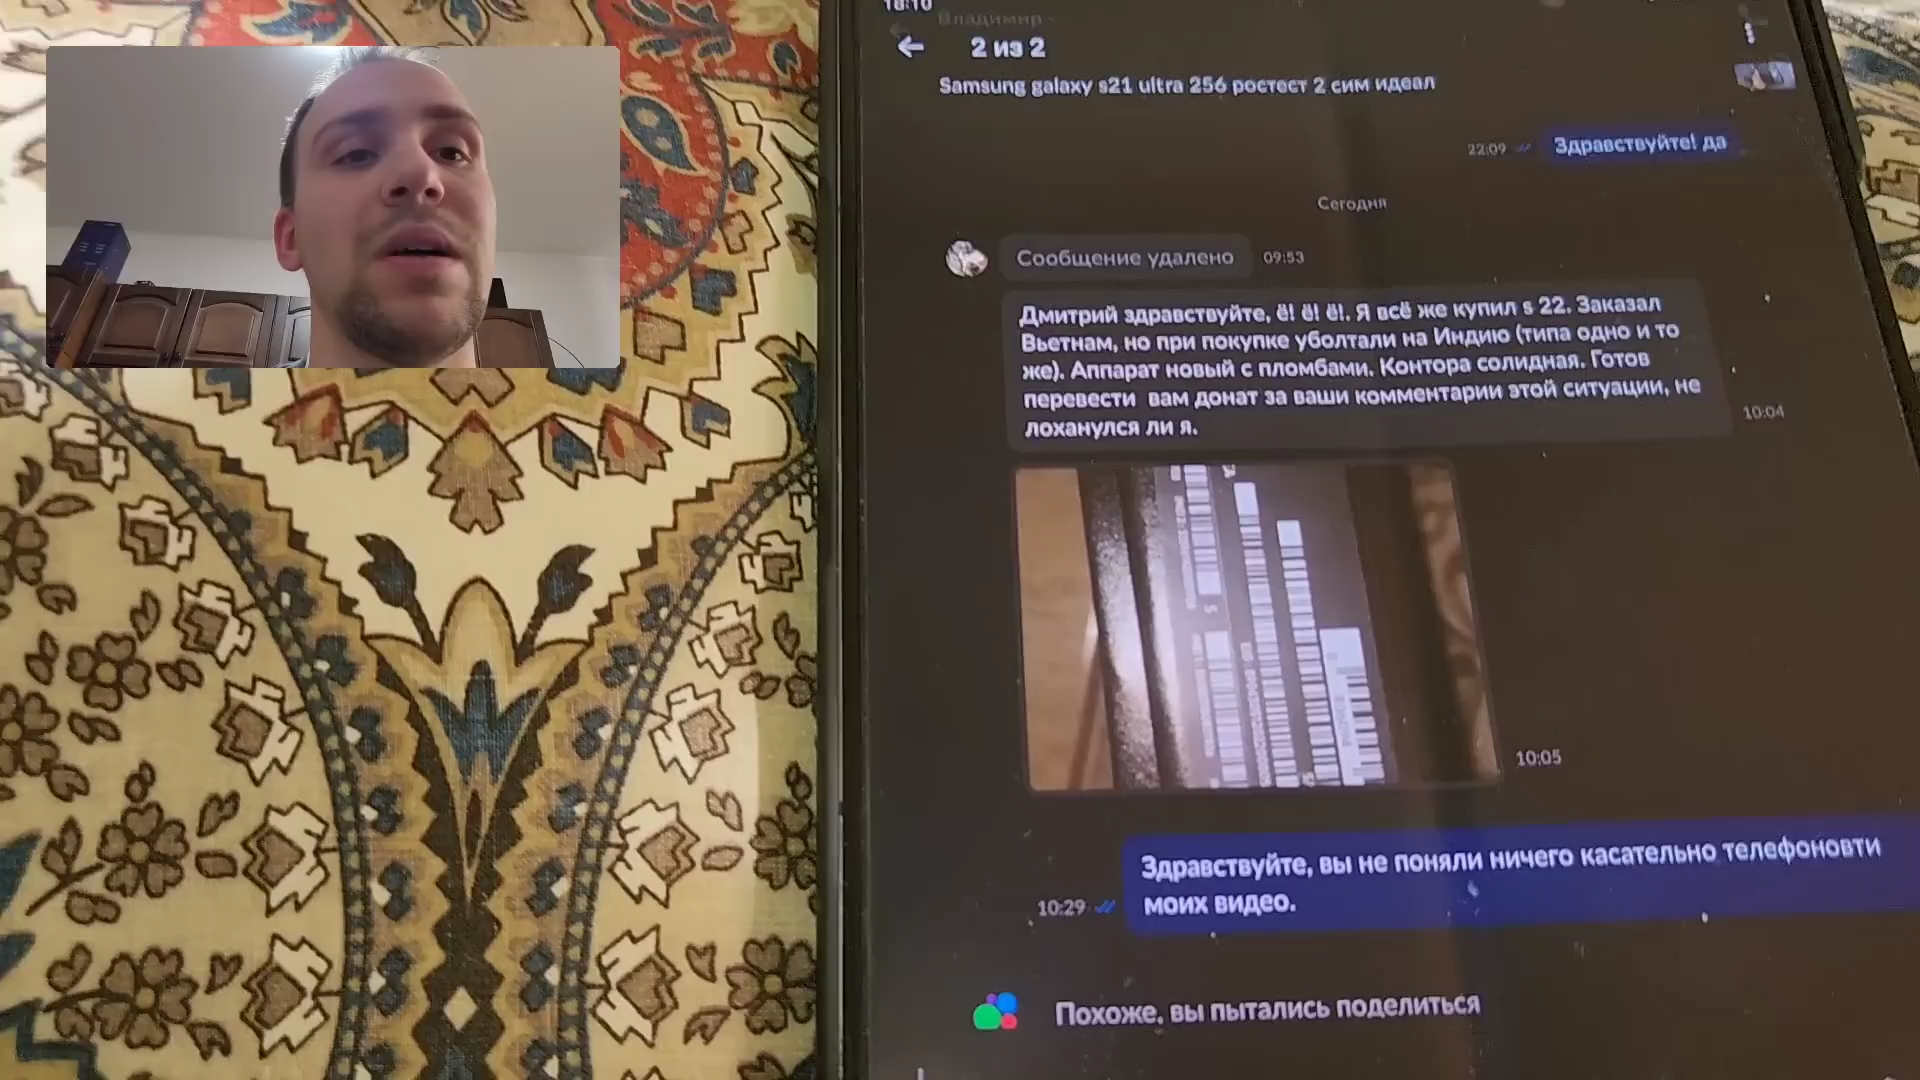 18:10
Владимир
2 из 2
Samsung galaxy s21 ultra 256 ростест 2 сим идеал
22:09 Здравствуйте! да
Сегодня
Сообщение удалено 09:53
Дмитрий здравствуйте, ё! ё! ё!. Я всё же купил s 22. Заказал
Вьетнам, но при покупке уболтали на Индию (типа одно и то
же). Аппарат новый с пломбами. Контора солидная. Готов
перевести вам донат за ваши комментарии этой ситуации, не
лоханулся ли я.
10:04
10:05
Здравствуйте, вы не поняли ничего касательно телефоновти
моих видео.
10:29
Похоже, вы пытались поделиться